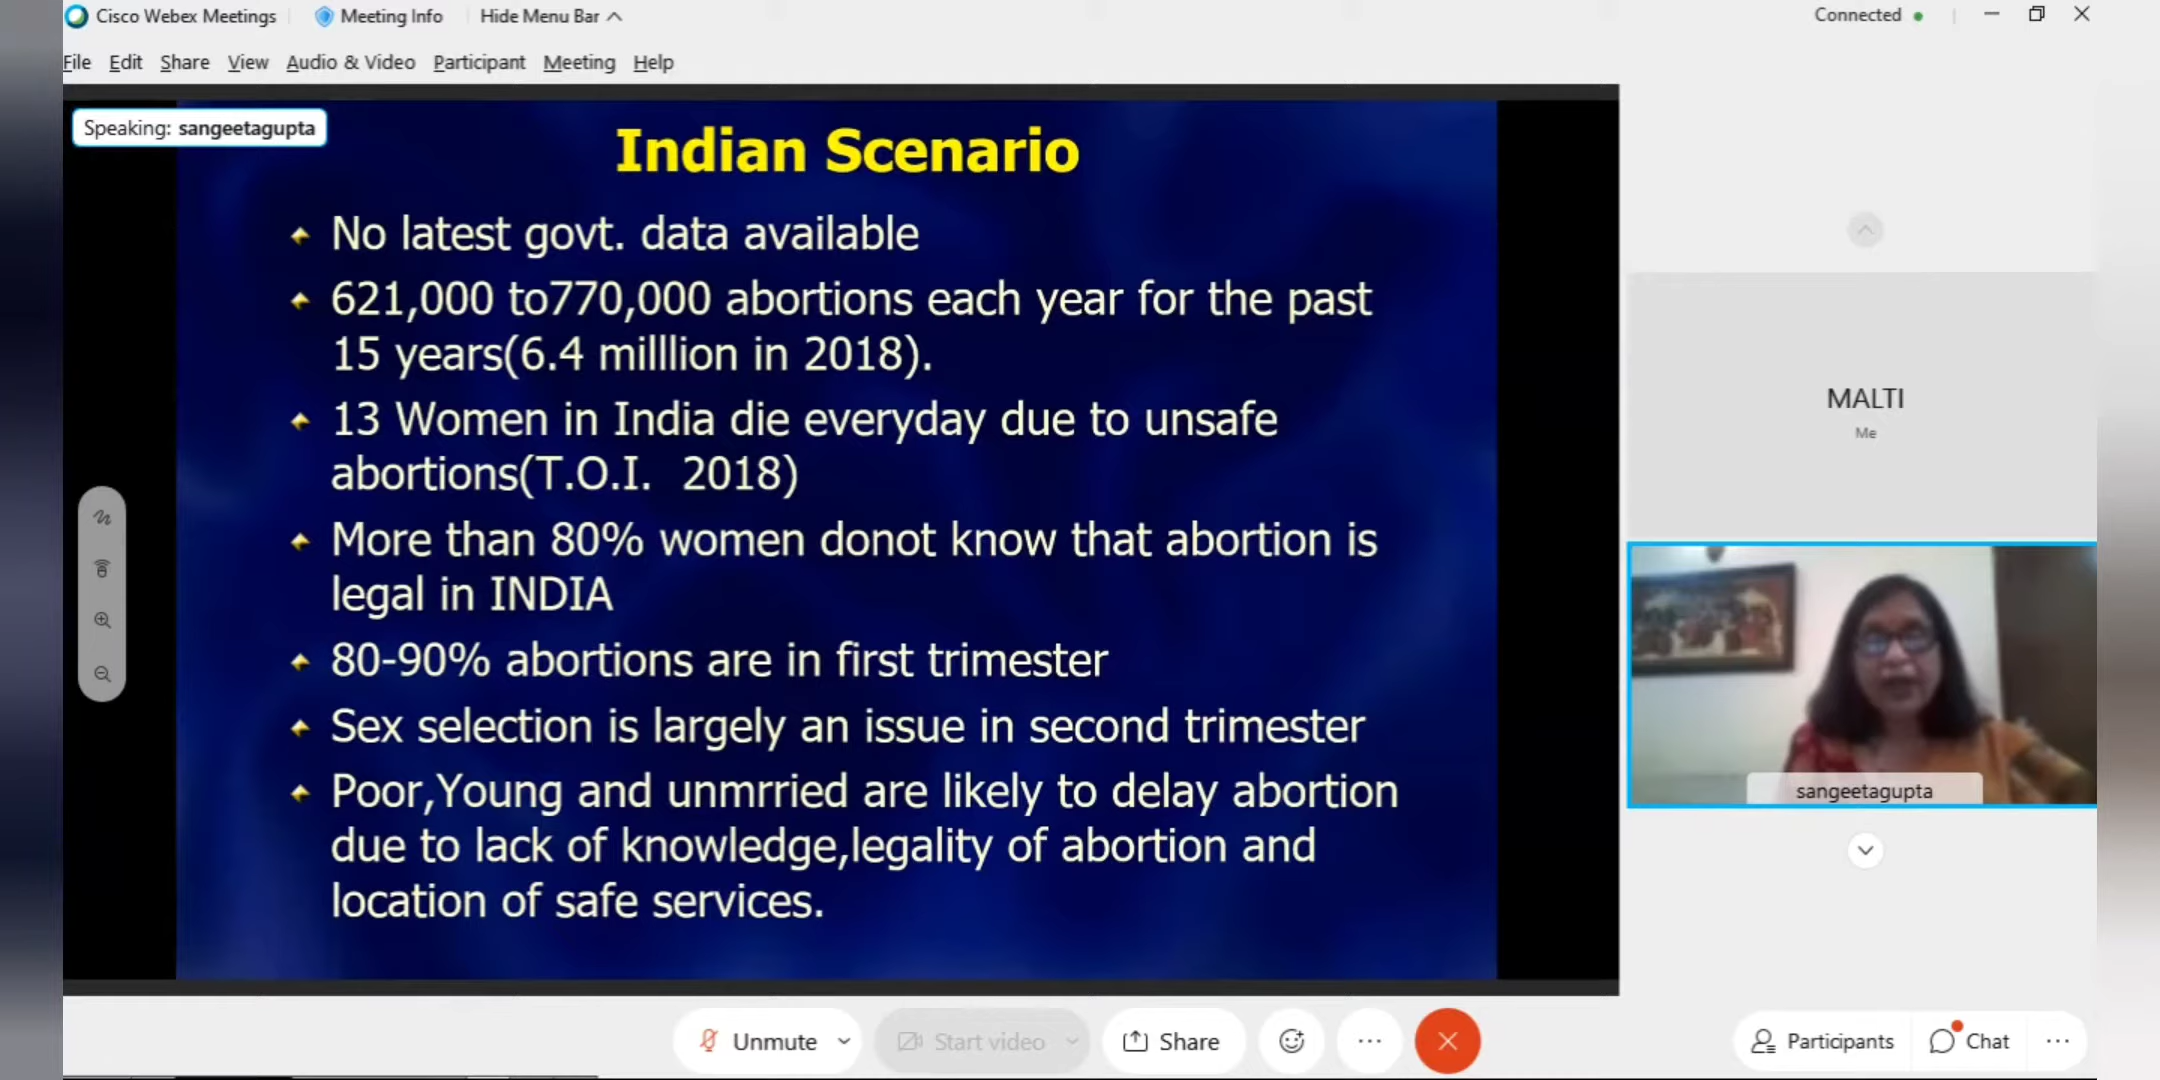 Cisco Webex Meetings
Meeting Info
Hide Menu Bar
Connected
File Edit Share View Audio & Video Participant Meeting Help
Speaking: sangeetagupta
Indian Scenario
No latest govt. data available
621,000 to770,000 abortions each year for the past
15 years(6.4 milllion in 2018).
13 Women in India die everyday due to unsafe
abortions(T.O.I.  2018)
More than 80% women donot know that abortion is
legal in INDIA
80-90% abortions are in first trimester
Sex selection is largely an issue in second trimester
Poor,Young and unmrried are likely to delay abortion
due to lack of knowledge,legality of abortion and
location of safe services.
MALTI
Me
sangeetagupta
Unmute
Start video
Share
Participants
Chat